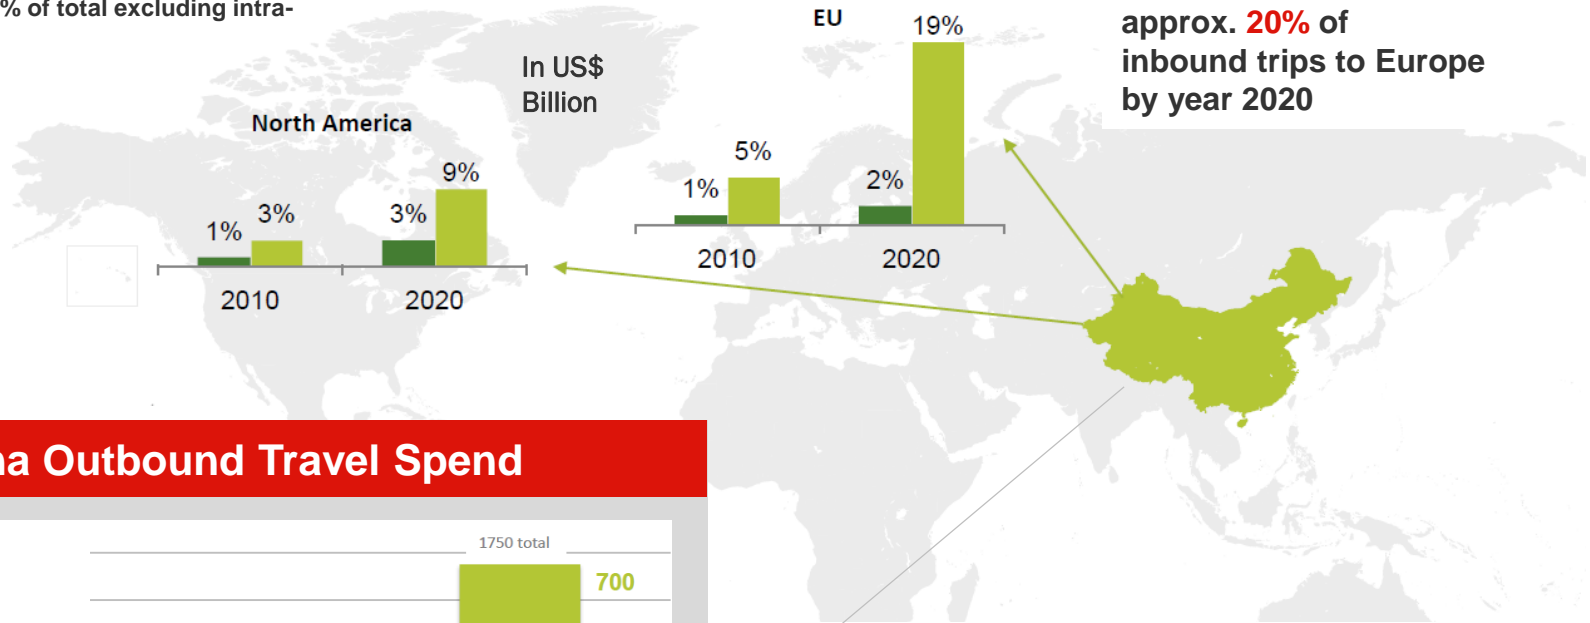 % of total excluding intra-
In US$
Billion
North America
1%
3%
3%
9%
2010
2020
EU
1%
5%
2%
19%
2010
2020
approx. 20% of
inbound trips to Europe
by year 2020
Outbound Travel Spend
1750 total
700